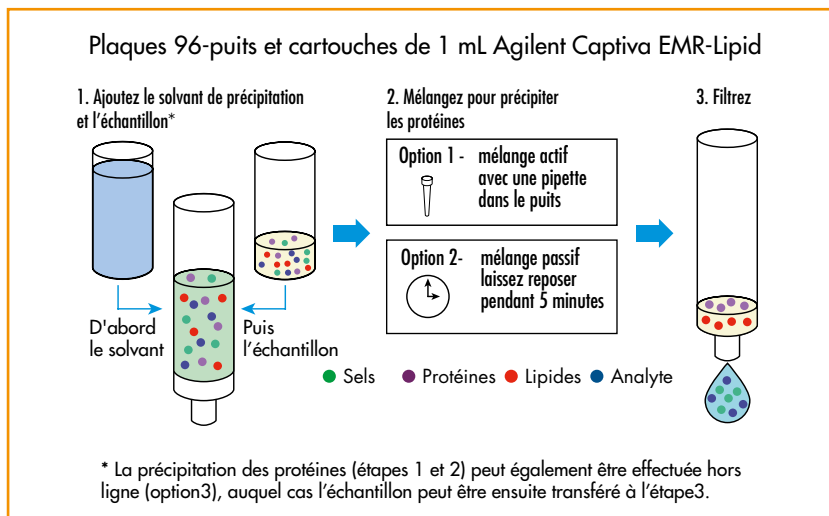 Plaques 96-puits et cartouches de 1 mL Agilent Captiva EMR-Lipid
1. Ajoutez le solvant de précipitation
et l'échantillon*
D'abord
le solvant
Puis
l'échantillon
2. Mélangez pour précipiter
les protéines
Option 1 - mélange actif
avec une pipette
dans le puits
Option 2- mélange passif
laissez reposer
pendant 5 minutes
3. Filtrez
Sels Protéines Lipides Analyte
* La précipitation des protéines (étapes 1 et 2) peut également être effectuée hors
ligne (option3), auquel cas l'échantillon peut être ensuite transféré à l'étape3.